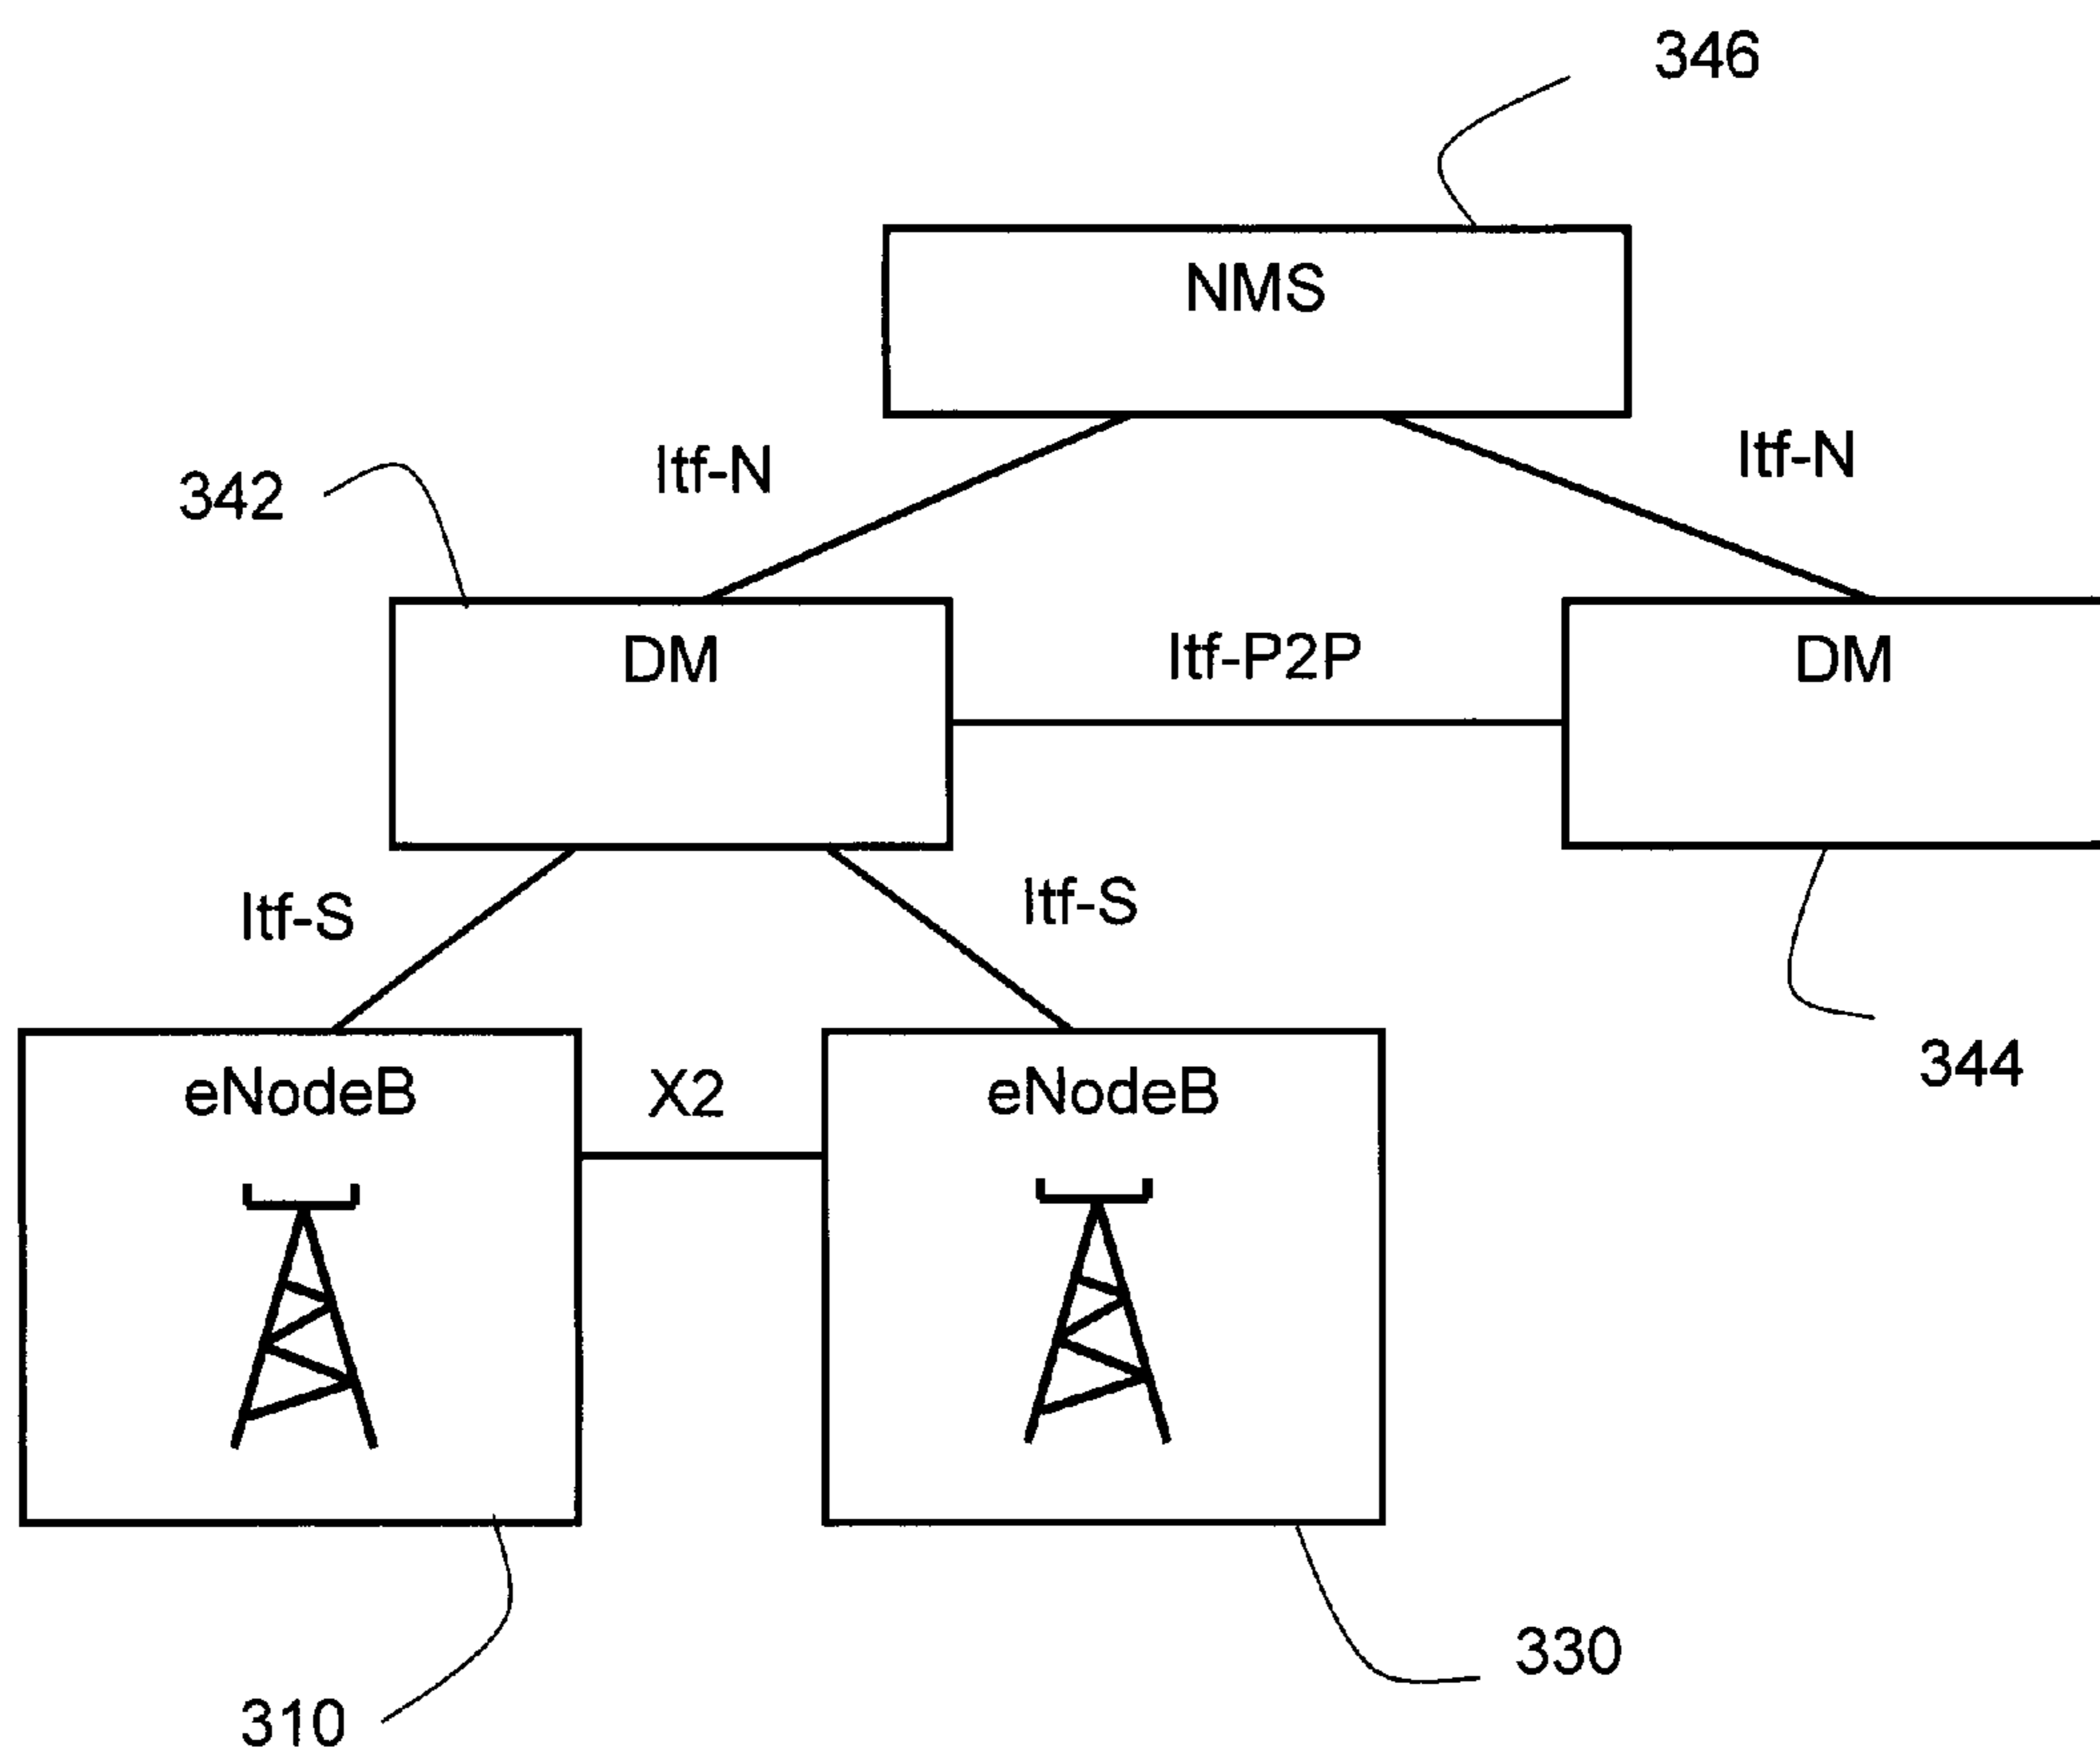 346
NMS
Itf-N
Itf-N
342
DM
Itf-P2P
DM
Itf-S
Itf-S
344
eNodeB
X2
eNodeB
330
310